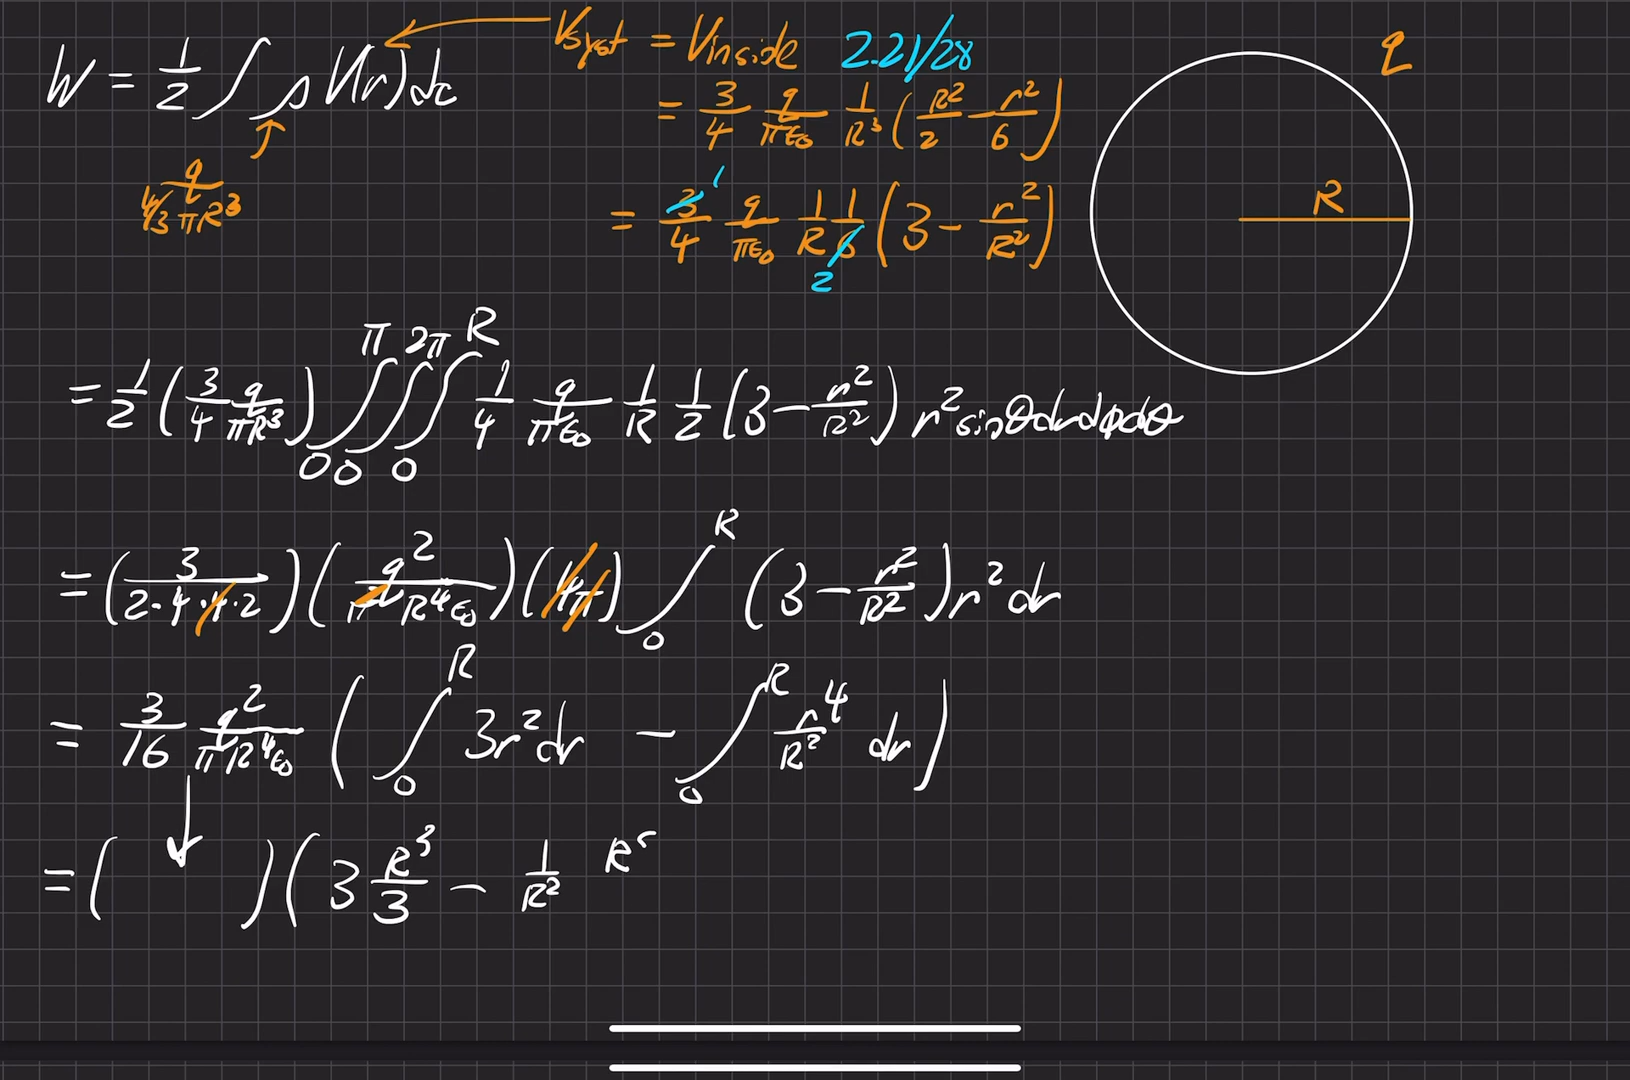 W = 1/2 ∫ ρ V(r) dτ
q / (4/3 πR³)
V_syst = V_inside 2.21/28
= 3/4 q/(πε₀) 1/R³ (R²/2 − r²/6)
= 3/4 q/(πε₀) 1/R 1/6 (3 − r²/R²)
1
2
q
R
= 1/2 (3/4 q/(πR³)) ∫₀^π ∫₀^2π ∫₀^R 1/4 q/(πε₀) 1/R 1/2 (3 − r²/R²) r² sinθ dr dφ dθ
= (3/(2·4·4·2)) (q²/(π²R⁴ε₀)) (4π) ∫₀^R (3 − r²/R²) r² dr
= 3/16 q²/(πR⁴ε₀) (∫₀^R 3r² dr − ∫₀^R r⁴/R² dr)
= ( ↓ ) (3 R³/3 − 1/R² R⁵